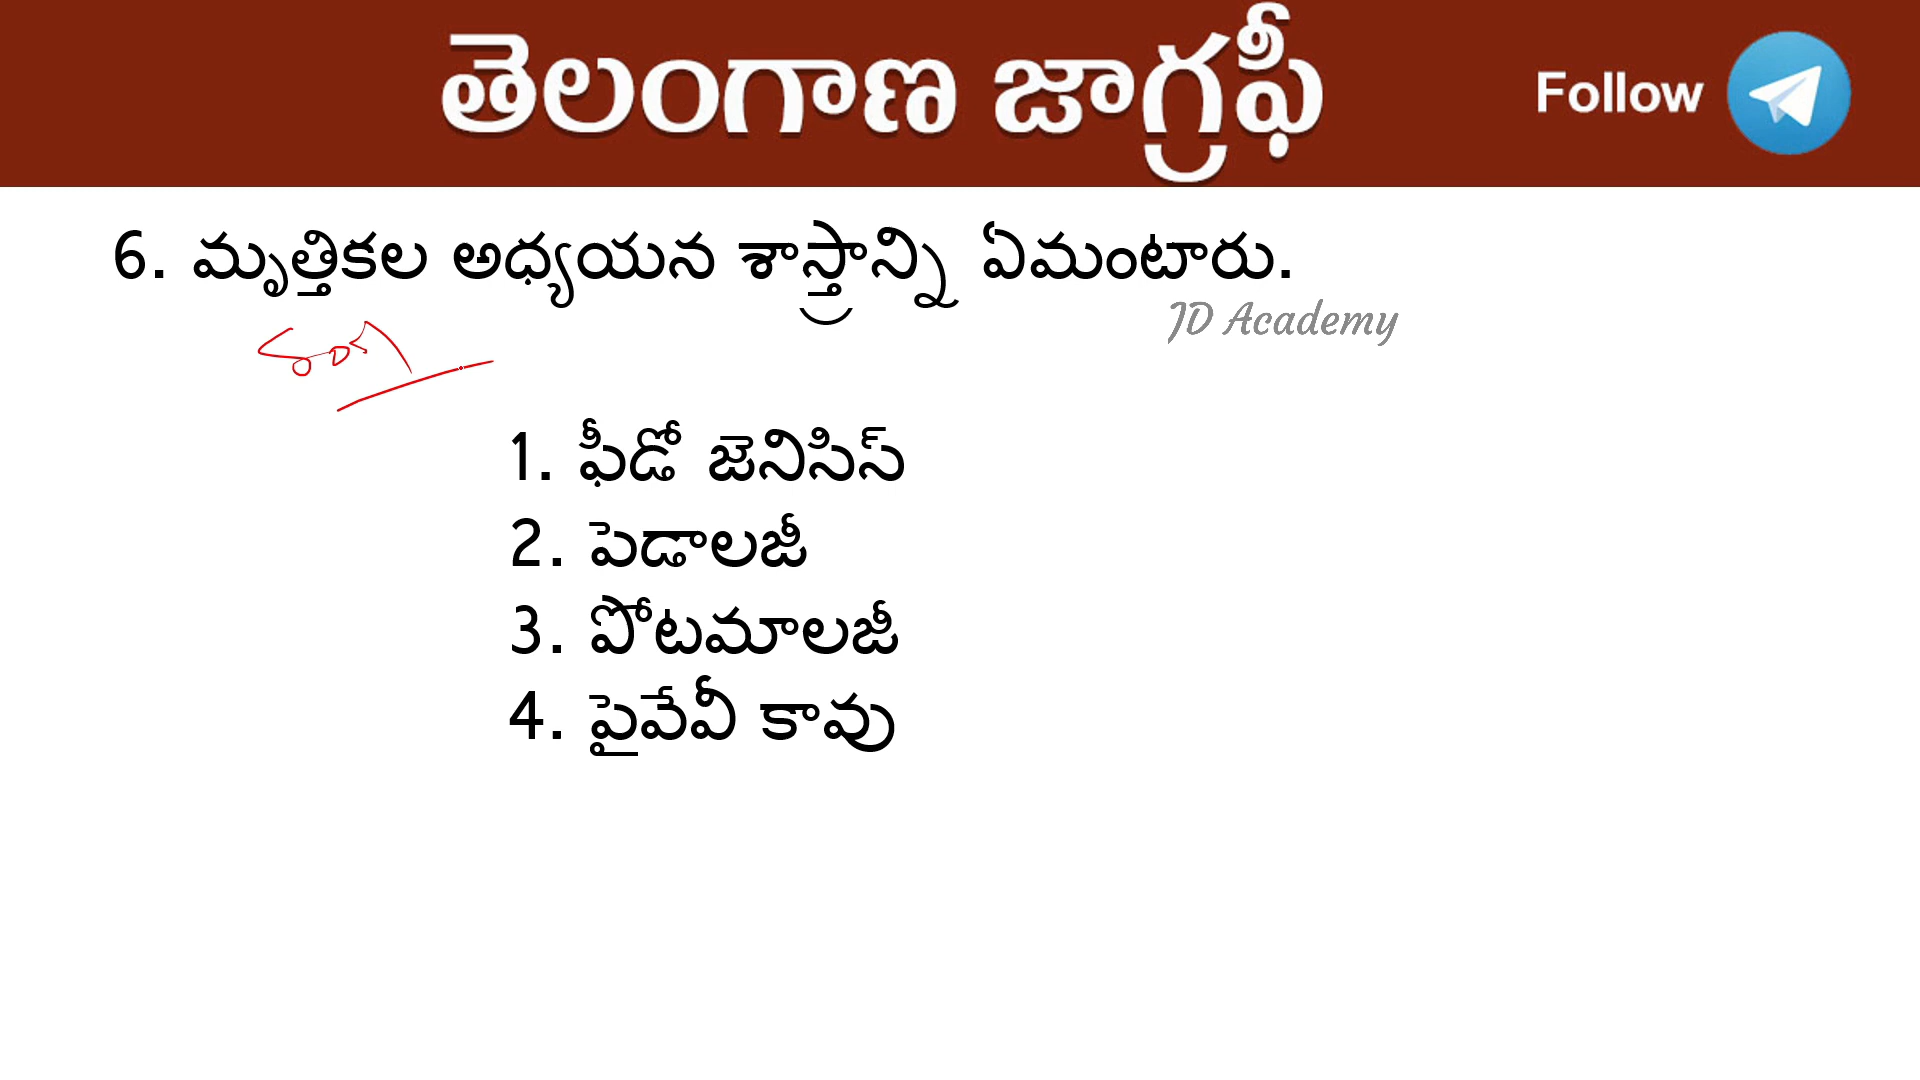 తెలంగాణ జాగ్రఫీ
Follow
6. మృత్తికల అధ్యయన శాస్త్రాన్ని ఏమంటారు.
JD Academy
1. ఫీడో జెనిసిస్
2. పెడాలజీ
3. పోటమాలజీ
4. పైవేవీ కావు